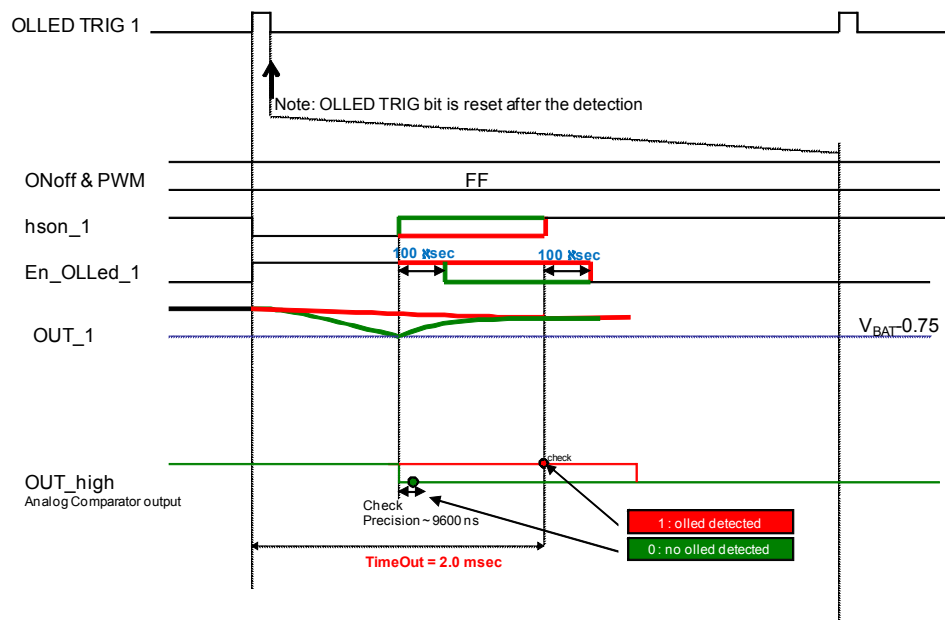 OLLED TRIG 1
Note: OLLED TRIG bit is reset after the detection
ONoff & PWM
FF
hson_1
100 µsec
100 µsec
En_OLLed_1
OUT_1
VBAT-0.75
check
OUT_high
Analog Comparator output
Check
Precision ~ 9600 ns
1 : olled detected
0 : no olled detected
TimeOut = 2.0 msec